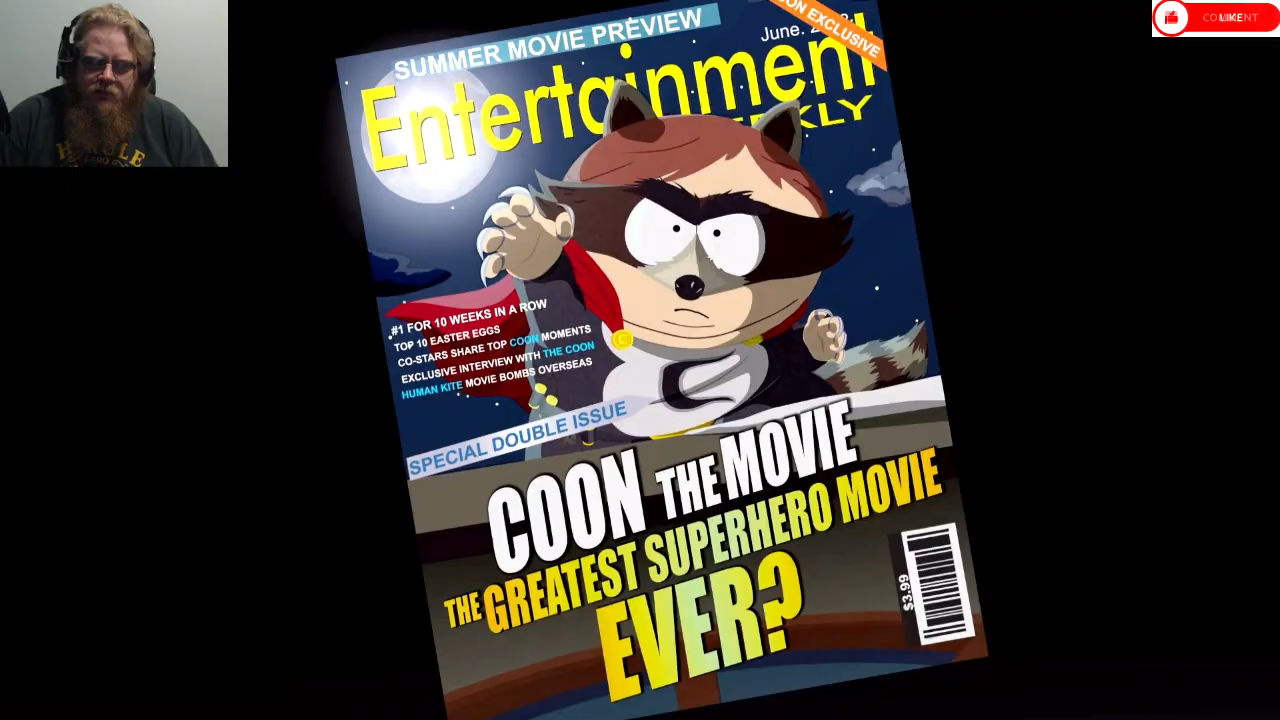 SUMMER MOVIE PREVIEW
June.
EXCLUSIVE
Entertainment
#1 FOR 10 WEEKS IN A ROW
TOP 10 EASTER EGGS
CO-STARS SHARE TOP COON MOMENTS
EXCLUSIVE INTERVIEW WITH THE COON
HUMAN KITE MOVIE BOMBS OVERSEAS
SPECIAL DOUBLE ISSUE
COON THE MOVIE
THE GREATEST SUPERHERO MOVIE
EVER?
$3.99
LIKE